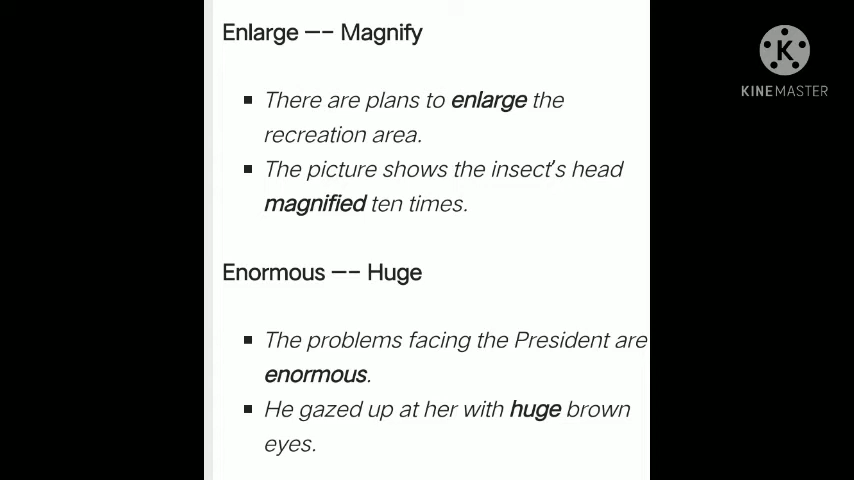 Enlarge –- Magnify
There are plans to enlarge the
recreation area.
The picture shows the insect's head
magnified ten times.
Enormous –- Huge
The problems facing the President are
enormous.
He gazed up at her with huge brown
eyes.
K
KINEMASTER